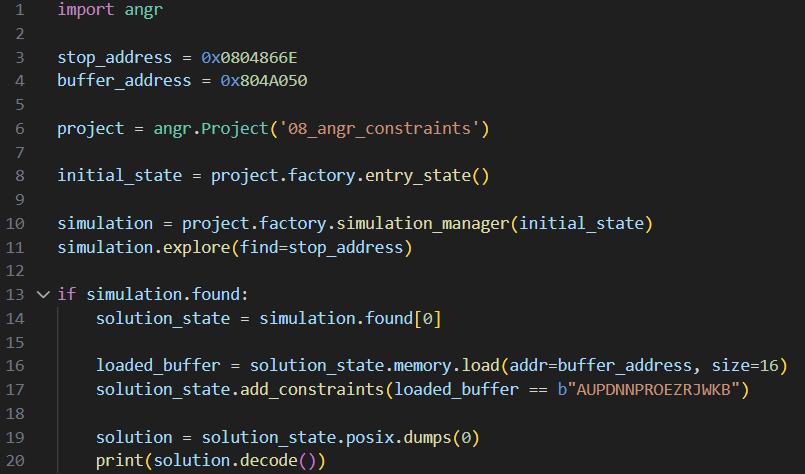 1 import angr
2
3 stop_address = 0x0804866E
4 buffer_address = 0x804A050
5
6 project = angr.Project('08_angr_constraints')
7
8 initial_state = project.factory.entry_state()
9
10 simulation = project.factory.simulation_manager(initial_state)
11 simulation.explore(find=stop_address)
12
13 if simulation.found:
14     solution_state = simulation.found[0]
15
16     loaded_buffer = solution_state.memory.load(addr=buffer_address, size=16)
17     solution_state.add_constraints(loaded_buffer == b"AUPDNNPROEZRJWKB")
18
19     solution = solution_state.posix.dumps(0)
20     print(solution.decode())